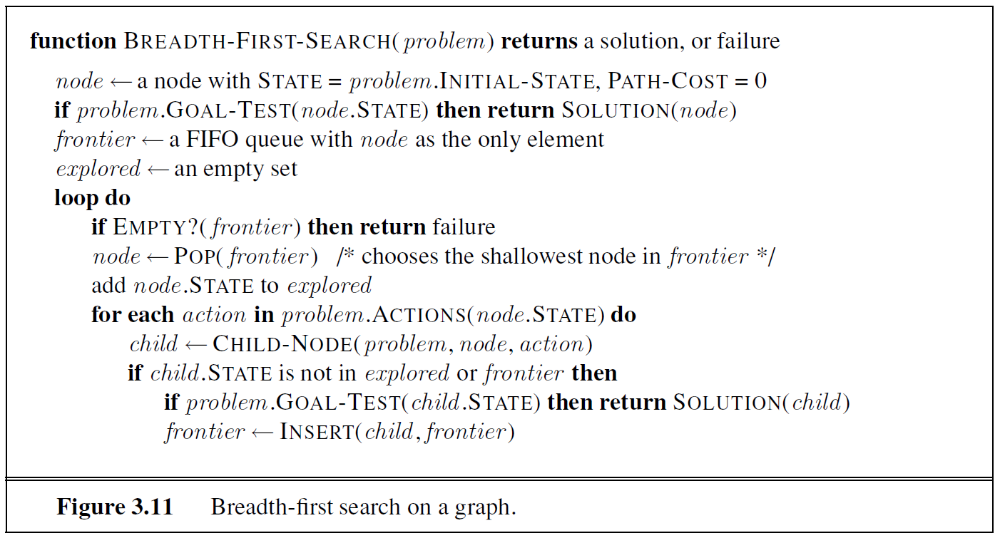 function BREADTH-FIRST-SEARCH(problem) returns a solution, or failure
node ← a node with STATE = problem.INITIAL-STATE, PATH-COST = 0
if problem.GOAL-TEST(node.STATE) then return SOLUTION(node)
frontier ← a FIFO queue with node as the only element
explored ← an empty set
loop do
if EMPTY?(frontier) then return failure
node ← POP(frontier) /* chooses the shallowest node in frontier */
add node.STATE to explored
for each action in problem.ACTIONS(node.STATE) do
child ← CHILD-NODE(problem, node, action)
if child.STATE is not in explored or frontier then
if problem.GOAL-TEST(child.STATE) then return SOLUTION(child)
frontier ← INSERT(child, frontier)
Figure 3.11 Breadth-first search on a graph.